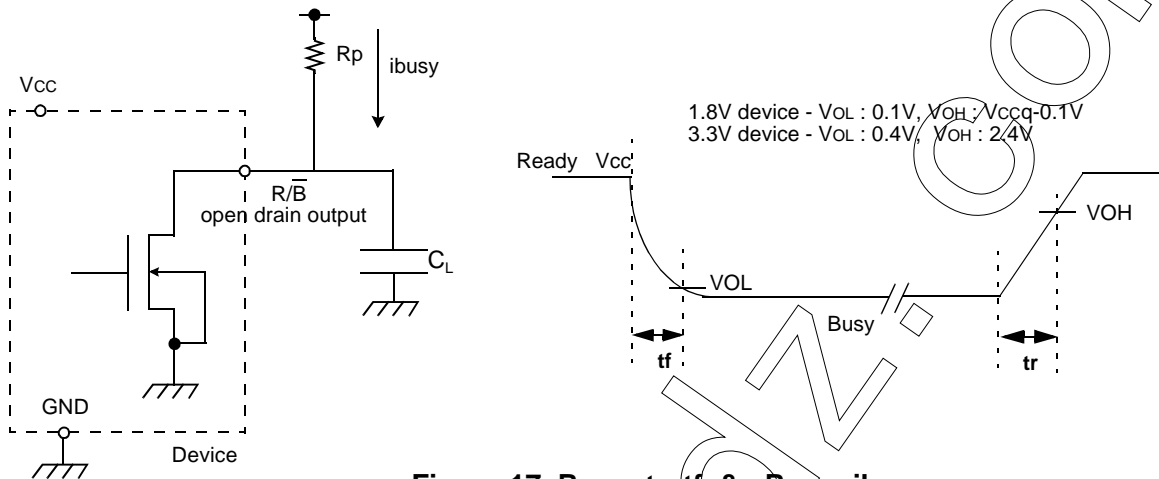 Rp
ibusy
Vcc
1.8V device - VOL : 0.1V, VOH : Vccq-0.1V
3.3V device - VOL : 0.4V, VOH : 2.4V
Ready Vcc
R/B̅
open drain output
CL
VOH
VOL
Busy
tf
tr
GND
Device